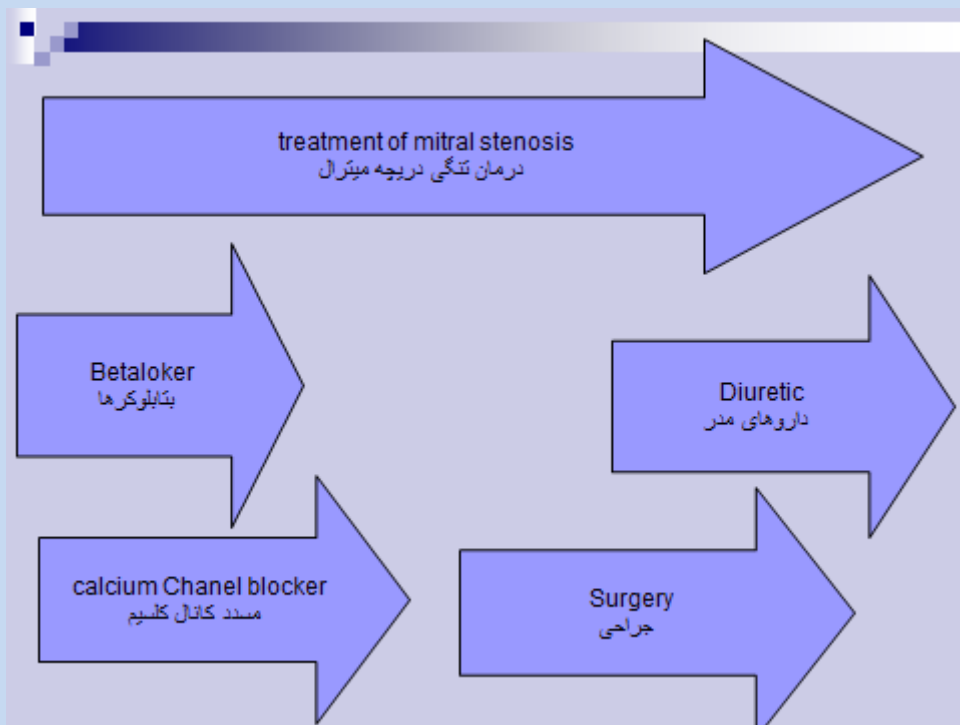 treatment of mitral stenosis
درمان تنگی دریچه میترال
Betaloker
بتابلوکرها
Diuretic
داروهای مدر
calcium Chanel blocker
مسدد کانال کلسیم
Surgery
جراحی